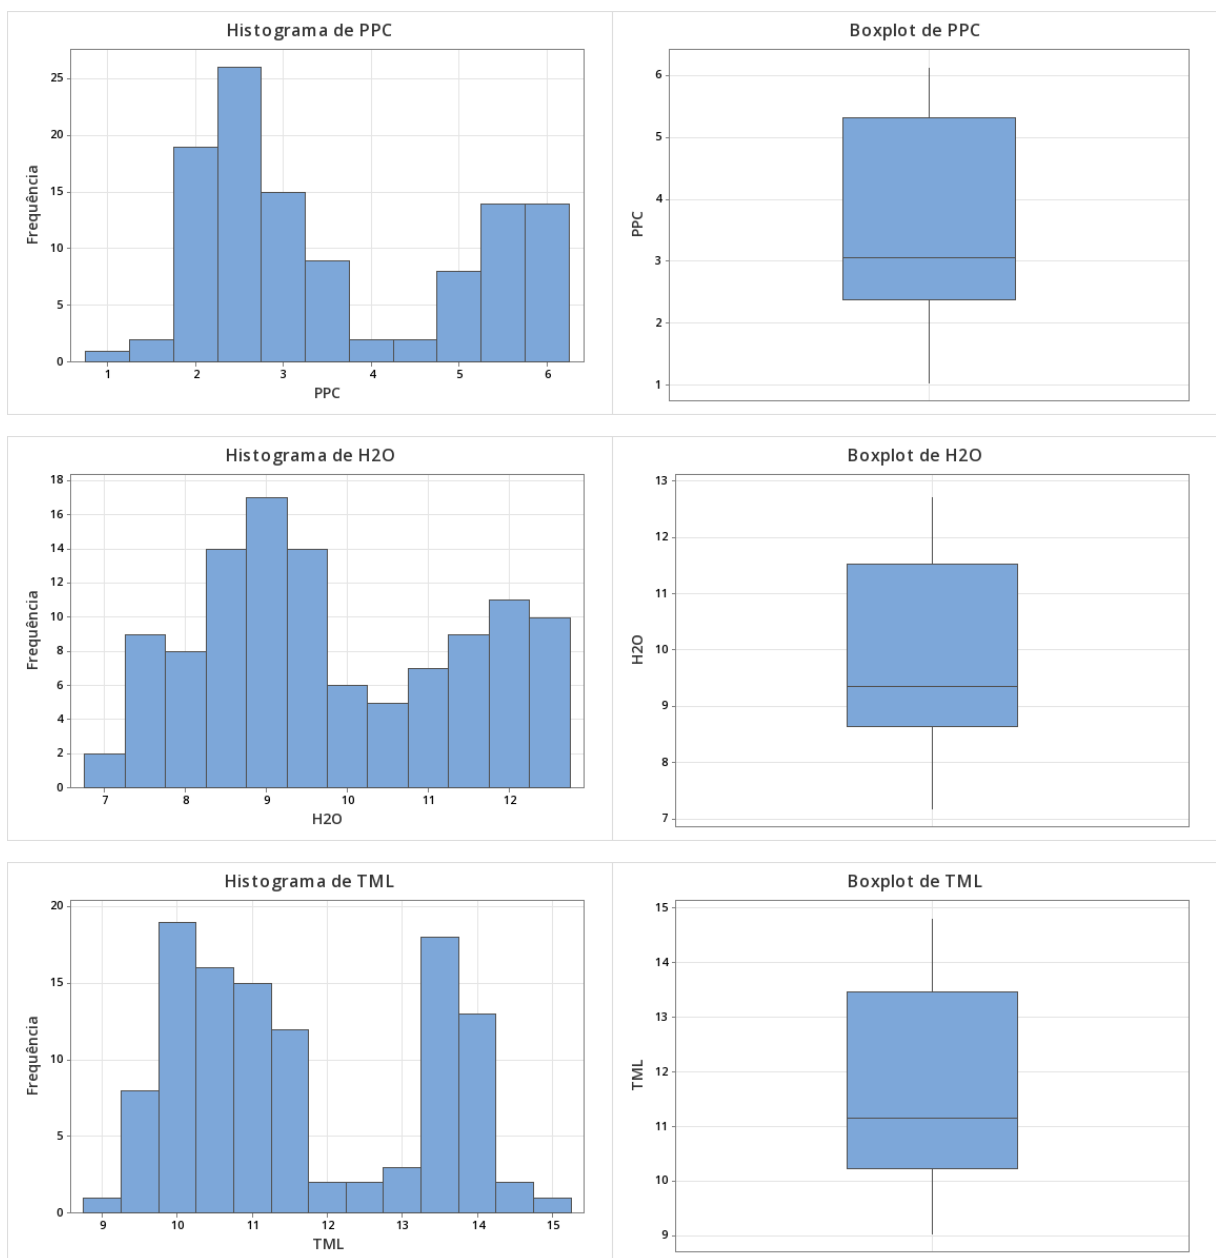 Histograma de PPC
25
20
15
10
5
0
Frequência
1 2 3 4 5 6
PPC
Boxplot de PPC
6
5
4
3
2
1
PPC
Histograma de H2O
18
16
14
12
10
8
6
4
2
0
Frequência
7 8 9 10 11 12
H2O
Boxplot de H2O
13
12
11
10
9
8
7
H2O
Histograma de TML
20
15
10
5
0
Frequência
9 10 11 12 13 14 15
TML
Boxplot de TML
15
14
13
12
11
10
9
TML